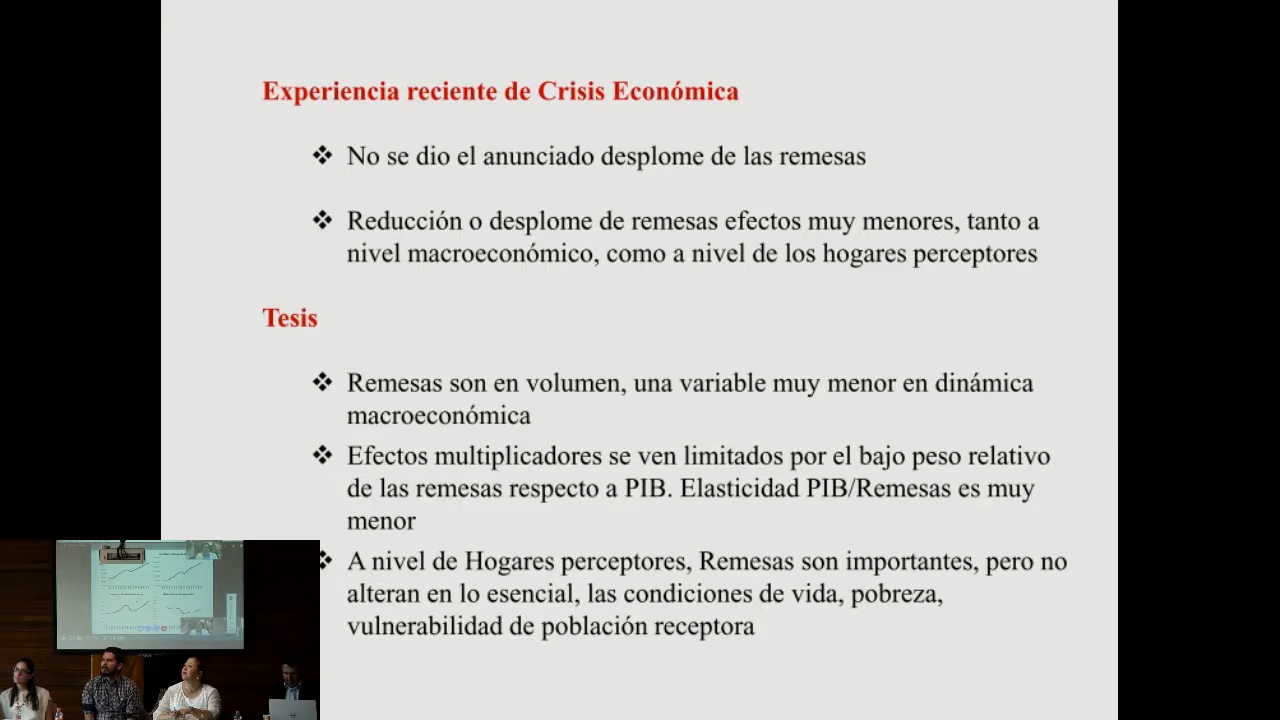 Experiencia reciente de Crisis Económica
❖ No se dio el anunciado desplome de las remesas
❖ Reducción o desplome de remesas efectos muy menores, tanto a
nivel macroeconómico, como a nivel de los hogares perceptores
Tesis
❖ Remesas son en volumen, una variable muy menor en dinámica
macroeconómica
❖ Efectos multiplicadores se ven limitados por el bajo peso relativo
de las remesas respecto a PIB. Elasticidad PIB/Remesas es muy
menor
❖ A nivel de Hogares perceptores, Remesas son importantes, pero no
alteran en lo esencial, las condiciones de vida, pobreza,
vulnerabilidad de población receptora